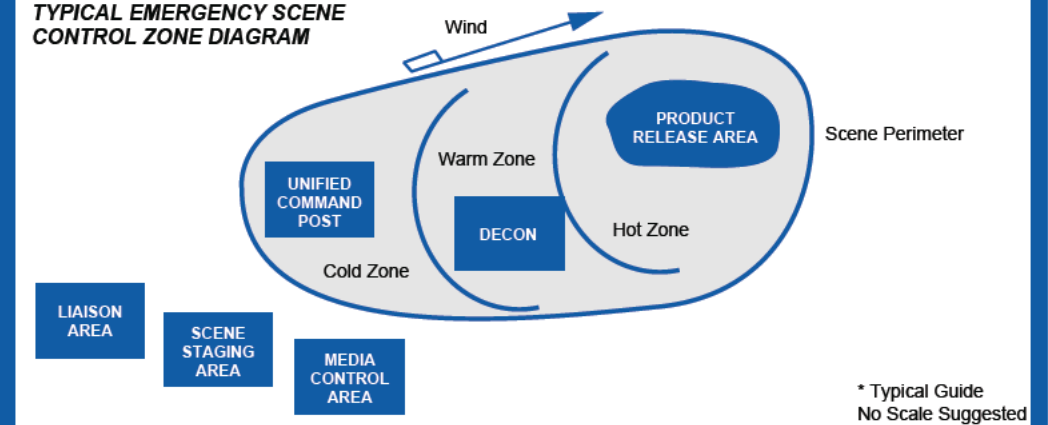 TYPICAL EMERGENCY SCENE
CONTROL ZONE DIAGRAM
Wind
PRODUCT
RELEASE AREA
Scene Perimeter
Warm Zone
UNIFIED
COMMAND
POST
DECON
Hot Zone
Cold Zone
LIAISON
AREA
SCENE
STAGING
AREA
MEDIA
CONTROL
AREA
* Typical Guide
No Scale Suggested